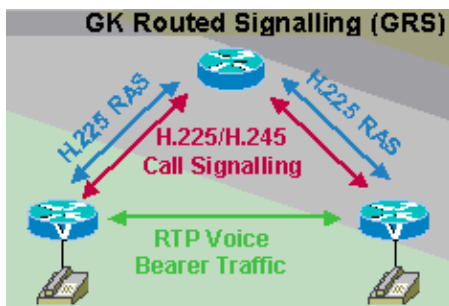 GK Routed Signalling (GRS)
H.225 RAS
H.225 RAS
H.225/H.245
Call Signalling
RTP Voice
Bearer Traffic